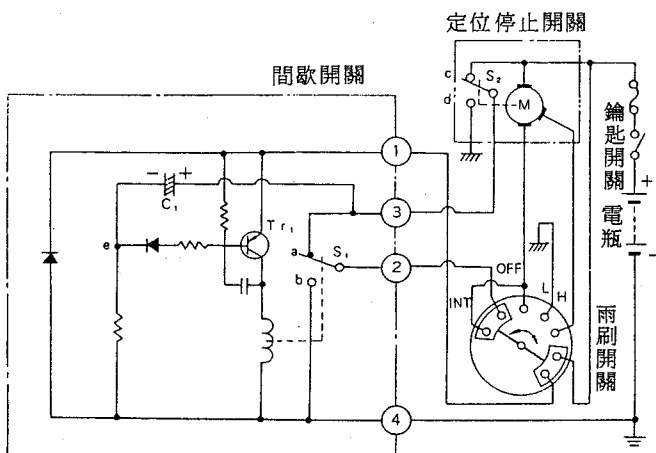 定位停止開關
間歇開關
c
S₂
d
M
鑰匙開關
1
- +
C₁
+
電瓶
-
3
Tr₁
e
a
S₁
2
b
OFF
INT
L
H
雨刷開關
4